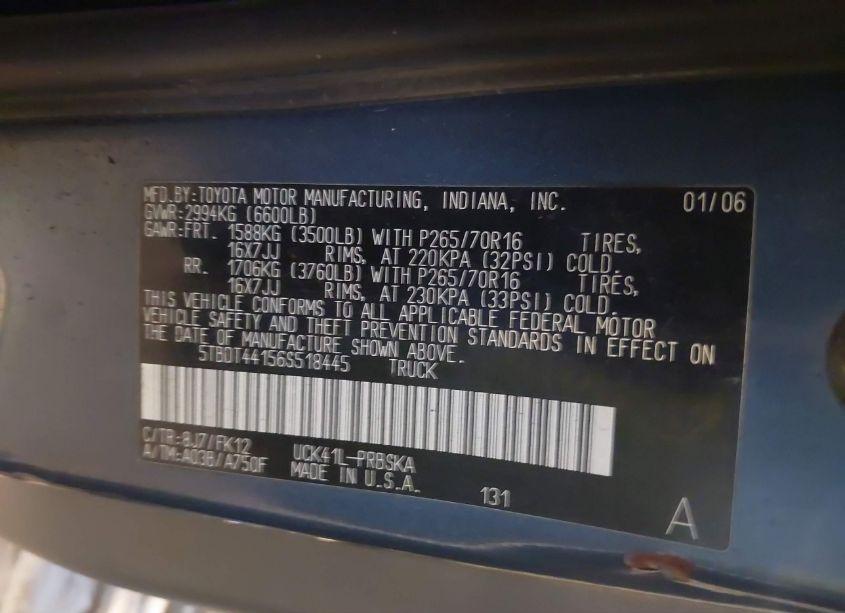 MFD.BY:TOYOTA MOTOR MANUFACTURING, INDIANA, INC. 01/06
GVWR:2994KG (6600LB)
GAWR:FRT. 1588KG (3500LB) WITH P265/70R16 TIRES,
16X7JJ RIMS, AT 220KPA (32PSI) COLD.
RR. 1706KG (3760LB) WITH P265/70R16 TIRES,
16X7JJ RIMS, AT 230KPA (33PSI) COLD.
THIS VEHICLE CONFORMS TO ALL APPLICABLE FEDERAL MOTOR
VEHICLE SAFETY AND THEFT PREVENTION STANDARDS IN EFFECT ON
THE DATE OF MANUFACTURE SHOWN ABOVE.
5TBDT44156S518445 TRUCK
C/TR:8J7/FK12 UCK41L-PRBSKA
A/TM:A03B/A750F MADE IN U.S.A. 131
A